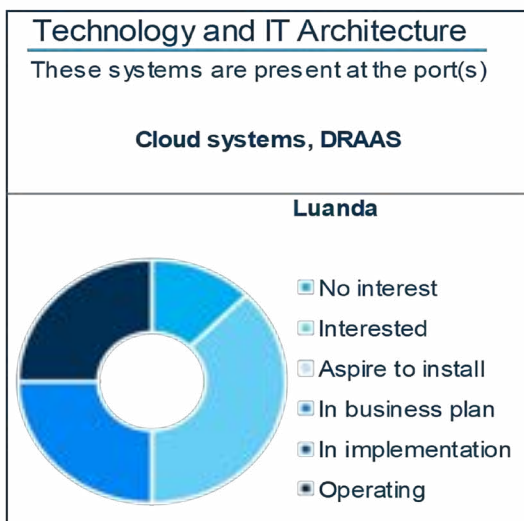 Technology and IT Architecture
These systems are present at the port(s)
Cloud systems, DRAAS
Luanda
No interest
Interested
Aspire to install
In business plan
In implementation
Operating